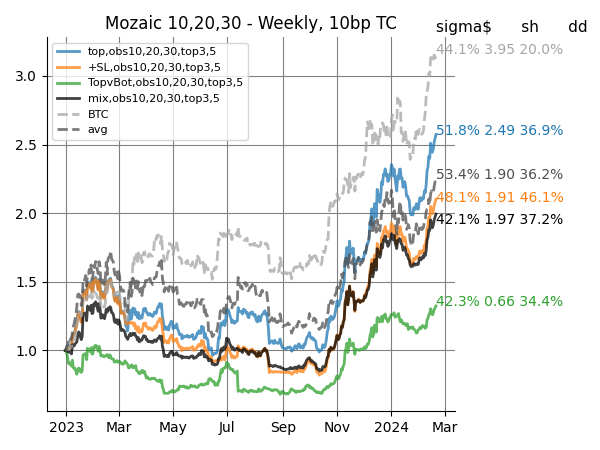 Mozaic 10,20,30 - Weekly, 10bp TC
sigma$ sh dd
top,obs10,20,30,top3,5
+SL,obs10,20,30,top3,5
TopvBot,obs10,20,30,top3,5
mix,obs10,20,30,top3,5
BTC
avg
44.1% 3.95 20.0%
51.8% 2.49 36.9%
53.4% 1.90 36.2%
48.1% 1.91 46.1%
42.1% 1.97 37.2%
42.3% 0.66 34.4%
3.0
2.5
2.0
1.5
1.0
2023 Mar May Jul Sep Nov 2024 Mar